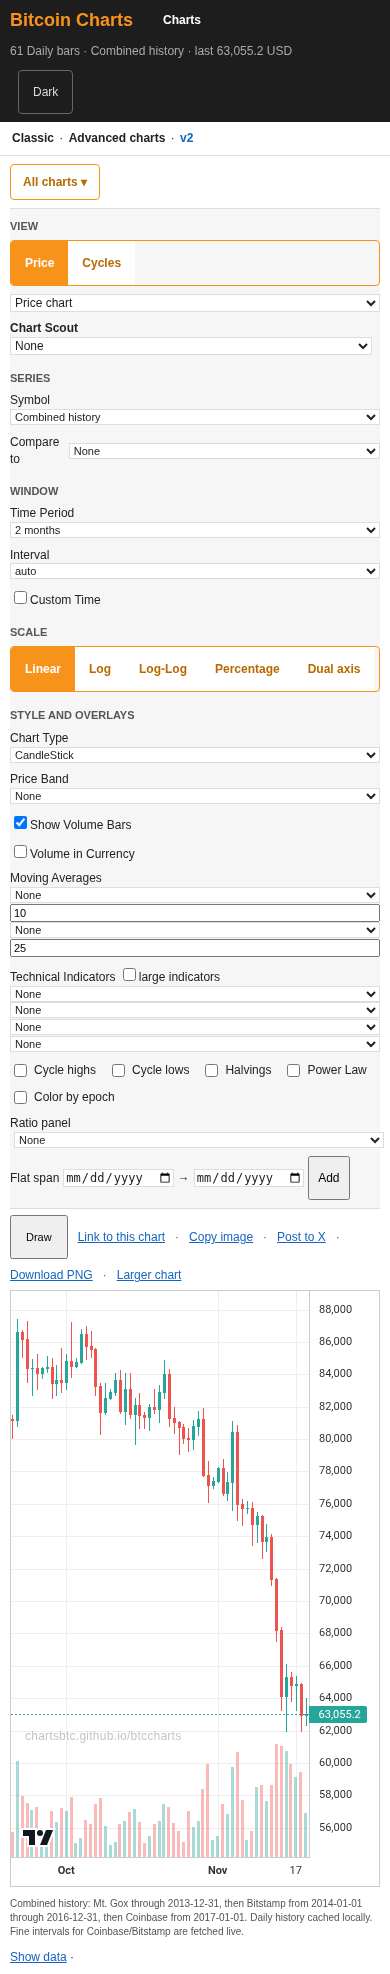 Bitcoin Charts Charts
61 Daily bars · Combined history · last 63,055.2 USD
Dark
Classic · Advanced charts · v2
All charts ▾
VIEW
Price Cycles
Price chart
Chart Scout
None
SERIES
Symbol
Combined history
Compare to None
WINDOW
Time Period
2 months
Interval
auto
Custom Time
SCALE
Linear Log Log-Log Percentage Dual axis
STYLE AND OVERLAYS
Chart Type
CandleStick
Price Band
None
Show Volume Bars
Volume in Currency
Moving Averages
None
10
None
25
Technical Indicators large indicators
None
None
None
None
Cycle highs Cycle lows Halvings Power Law
Color by epoch
Ratio panel
None
Flat span mm/dd/yyyy → mm/dd/yyyy Add
Draw Link to this chart · Copy image · Post to X ·
Download PNG · Larger chart
88,000
86,000
84,000
82,000
80,000
78,000
76,000
74,000
72,000
70,000
68,000
66,000
64,000
63,055.2
62,000
chartsbtc.github.io/btccharts
60,000
58,000
56,000
Oct Nov 17
Combined history: Mt. Gox through 2013-12-31, then Bitstamp from 2014-01-01
through 2016-12-31, then Coinbase from 2017-01-01. Daily history cached locally.
Fine intervals for Coinbase/Bitstamp are fetched live.
Show data ·